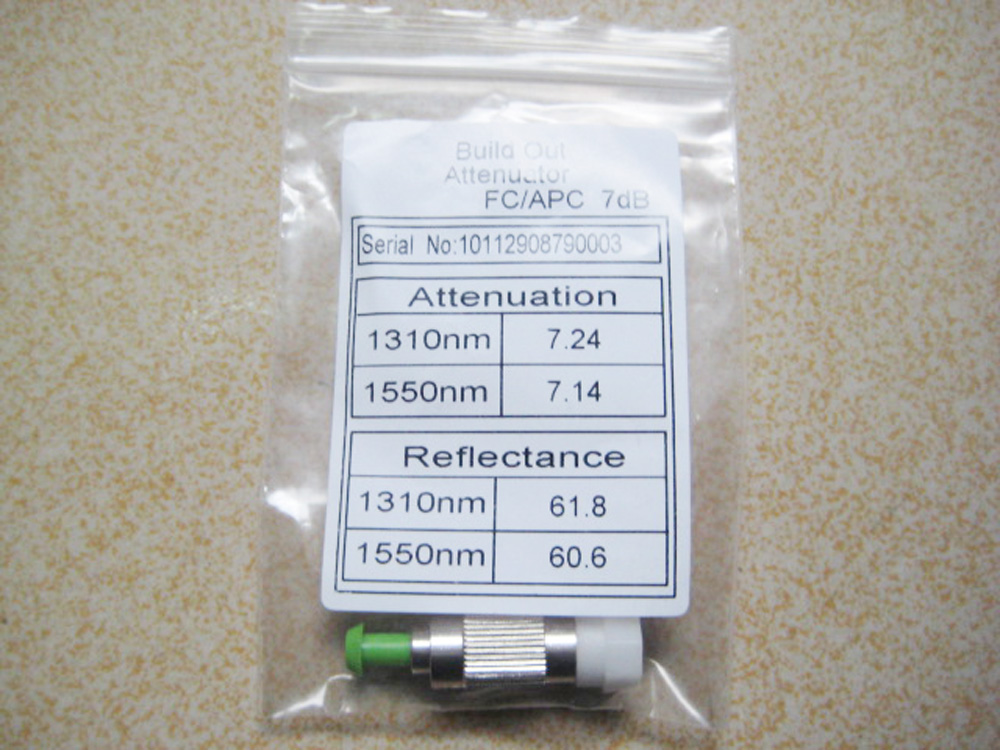 Build Out
Attenuator
FC/APC 7dB
Serial No:10112908790003
Attenuation
1310nm 7.24
1550nm 7.14
Reflectance
1310nm 61.8
1550nm 60.6